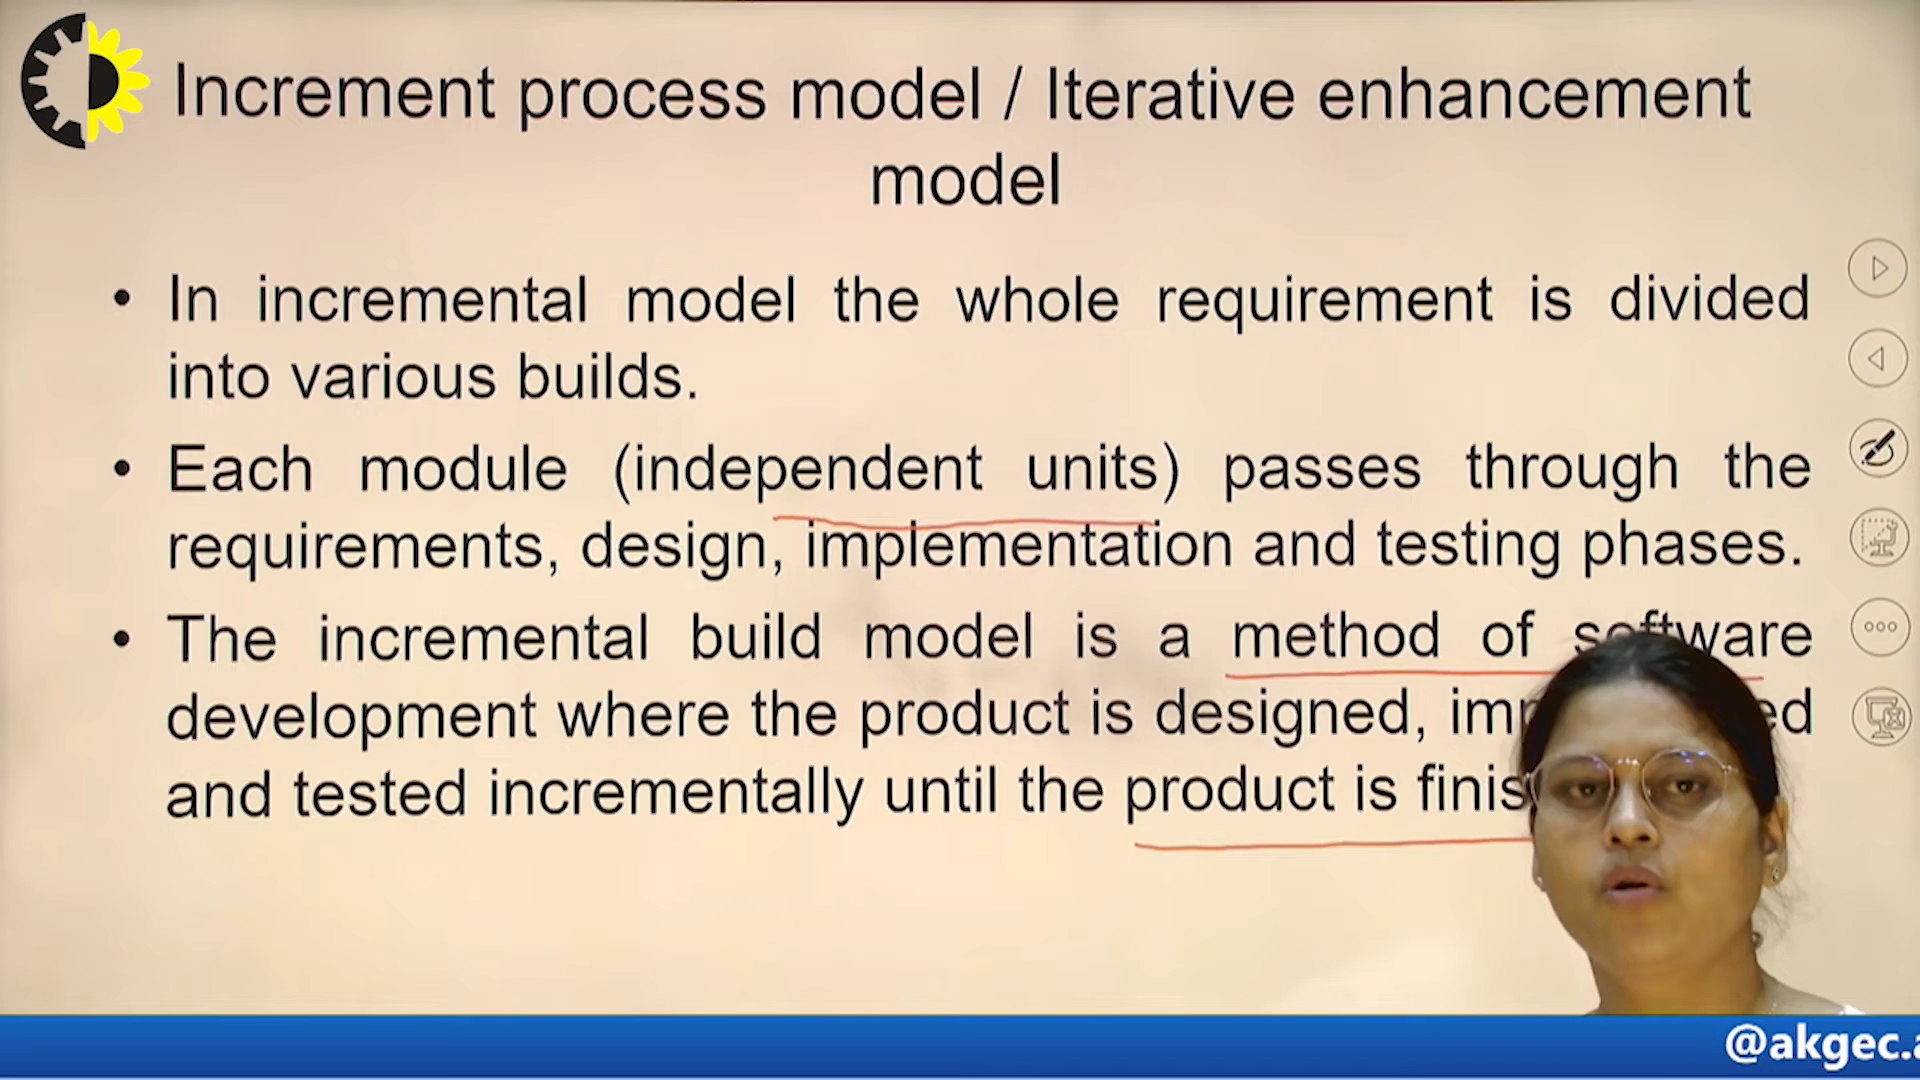 Increment process model / Iterative enhancement
model
• In incremental model the whole requirement is divided
into various builds.
• Each module (independent units) passes through the
requirements, design, implementation and testing phases.
• The incremental build model is a method of software
development where the product is designed,
and tested incrementally until the product is
@akgec.a